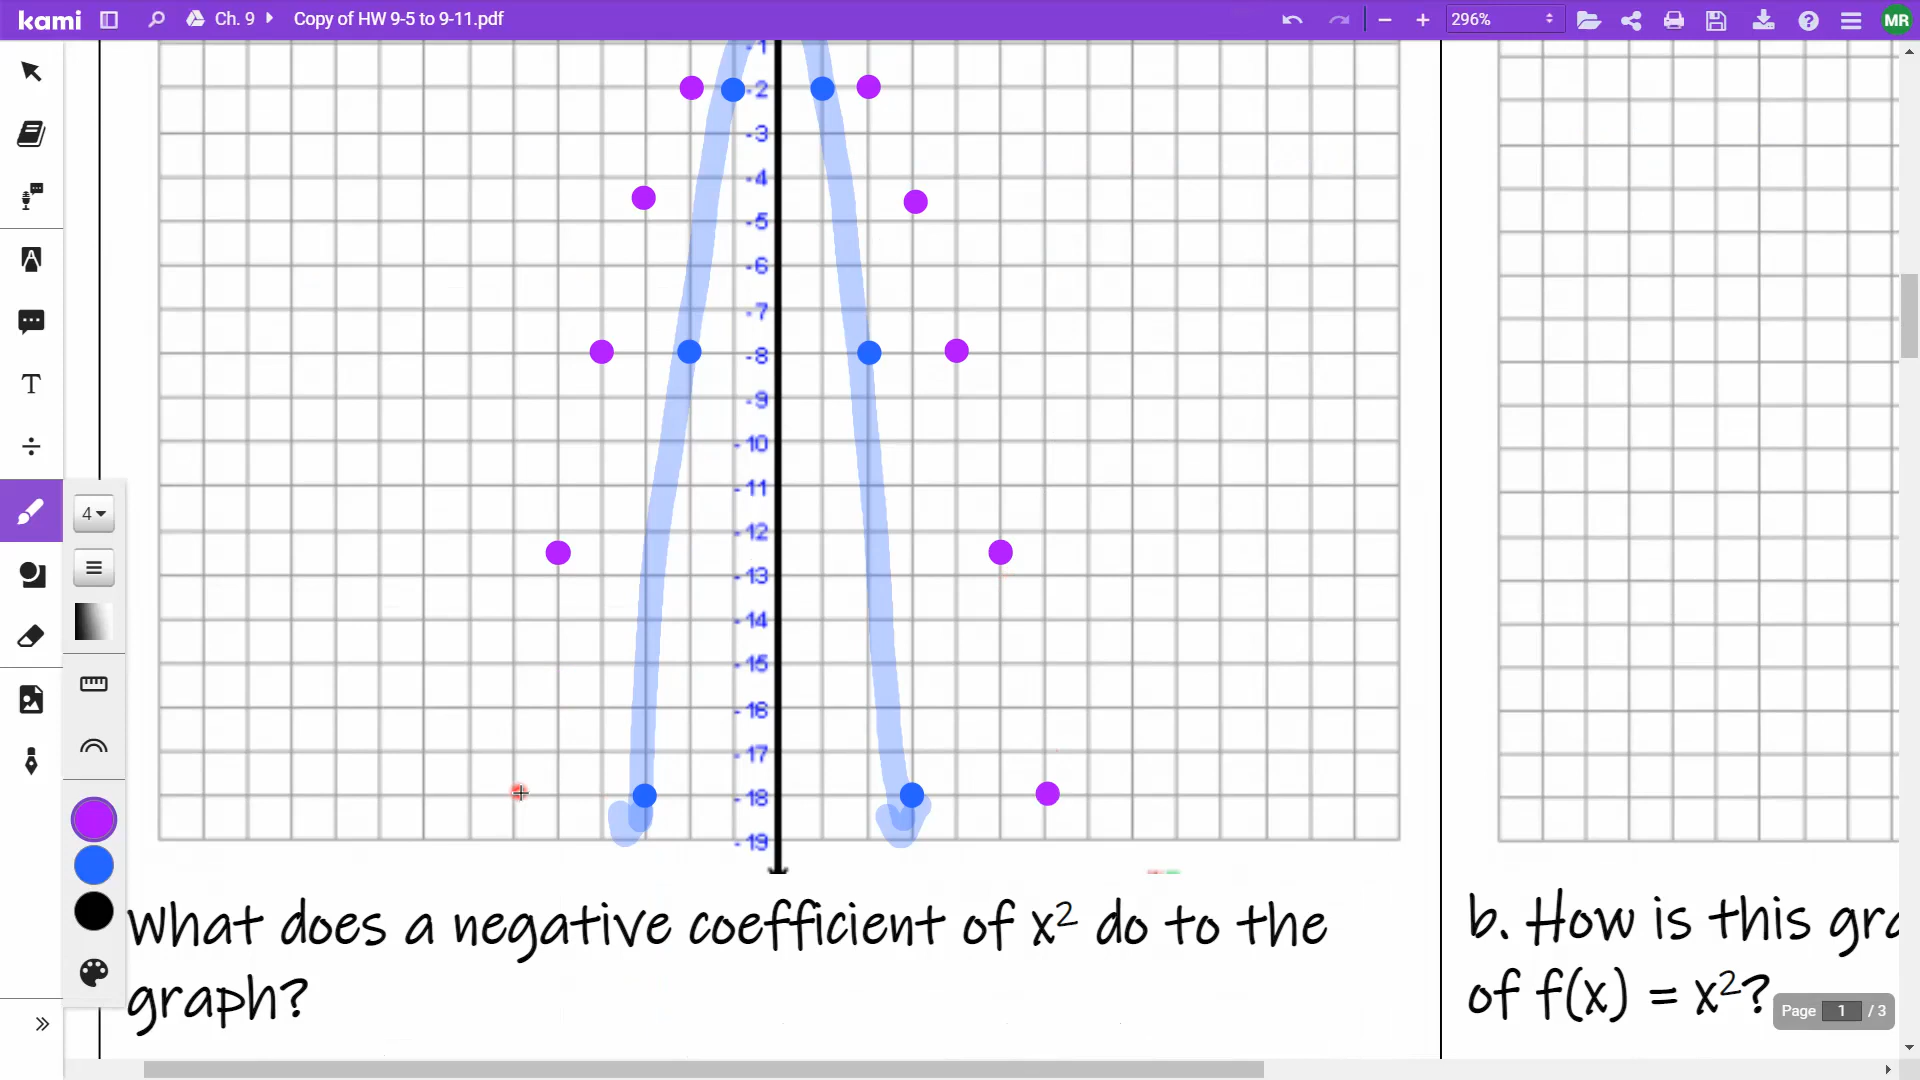 kami Ch. 9 Copy of HW 9-5 to 9-11.pdf 296% MR
-1
-2
-3
-4
-5
-6
-7
-8
-9
-10
-11
-12
-13
-14
-15
-16
-17
-18
-19
T
4
What does a negative coefficient of x² do to the
graph?
b. How is this gra
of f(x) = x²?
Page 1 / 3